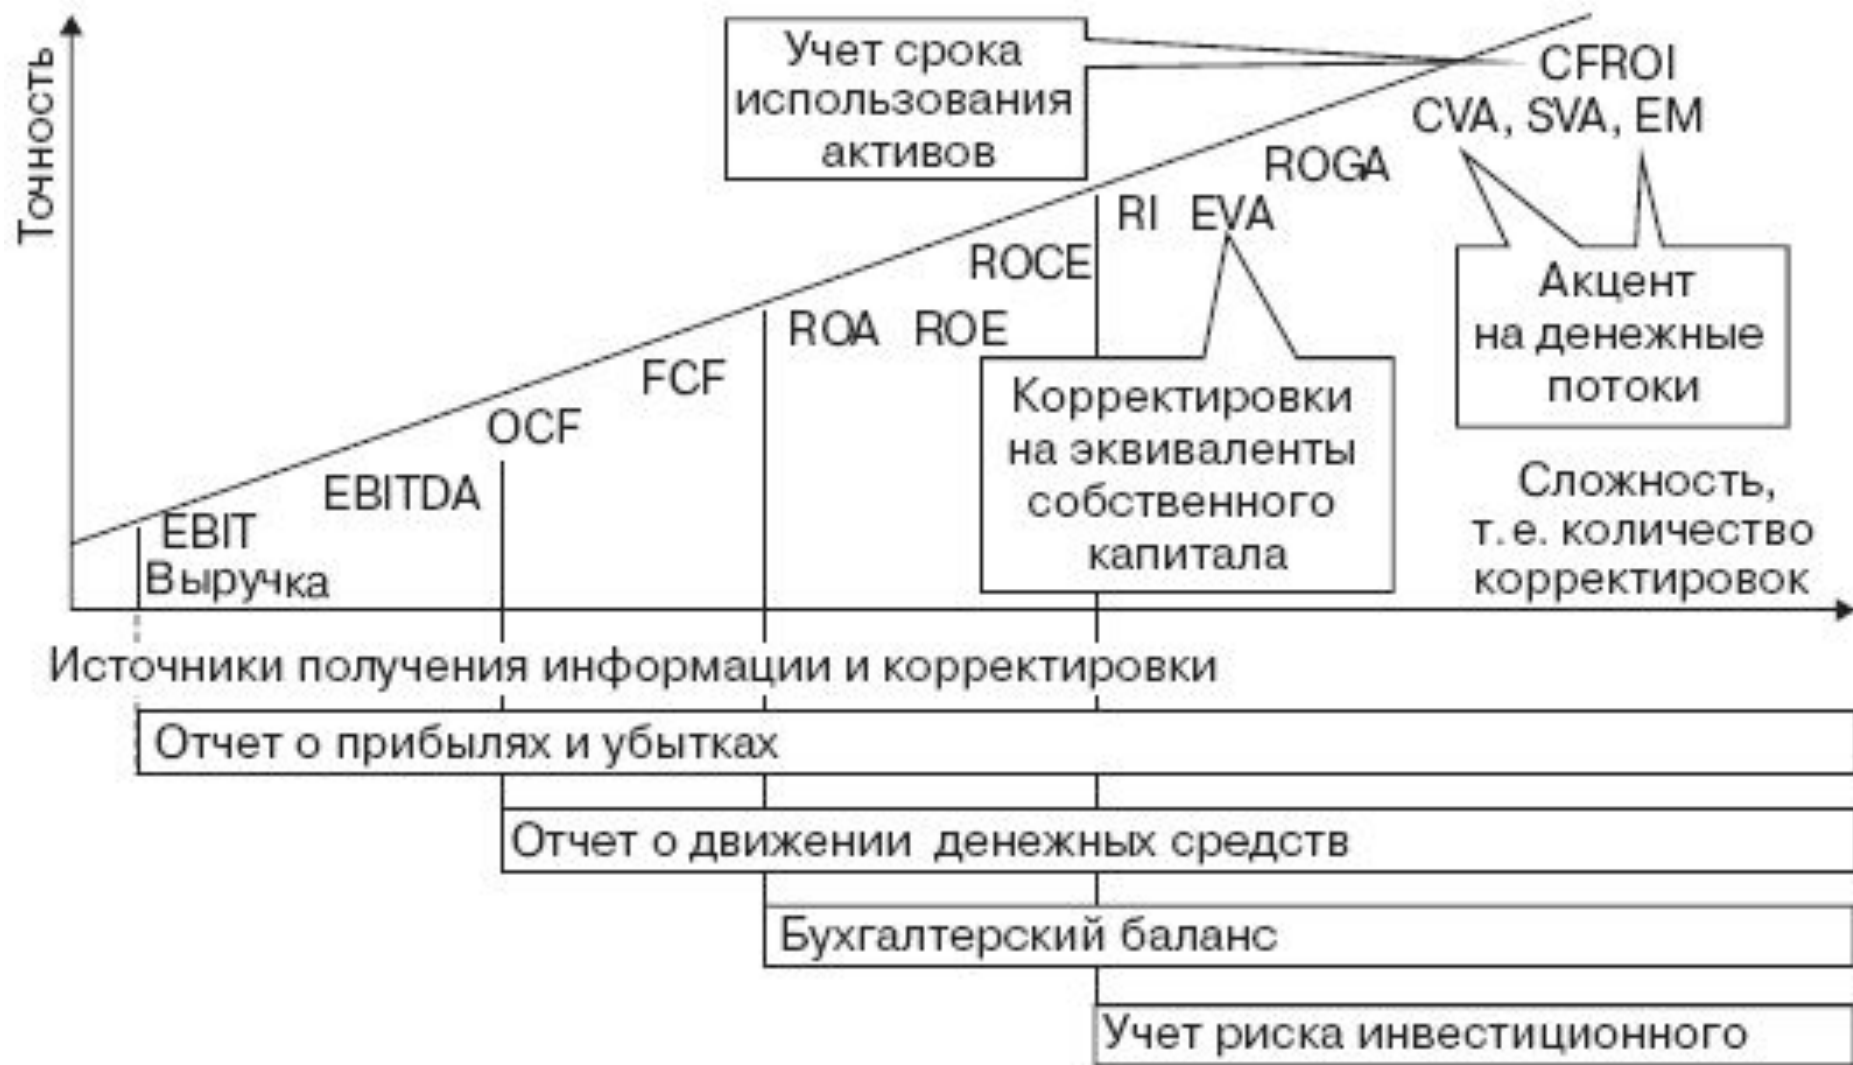 Точность
Учет срока
использования
активов
CFROI
CVA, SVA, EM
ROGA
RI EVA
ROCE
ROA ROE
FCF
OCF
EBITDA
EBIT
Выручка
Акцент
на денежные
потоки
Корректировки
на эквиваленты
собственного
капитала
Сложность,
т. е. количество
корректировок
Источники получения информации и корректировки
Отчет о прибылях и убытках
Отчет о движении денежных средств
Бухгалтерский баланс
Учет риска инвестиционного